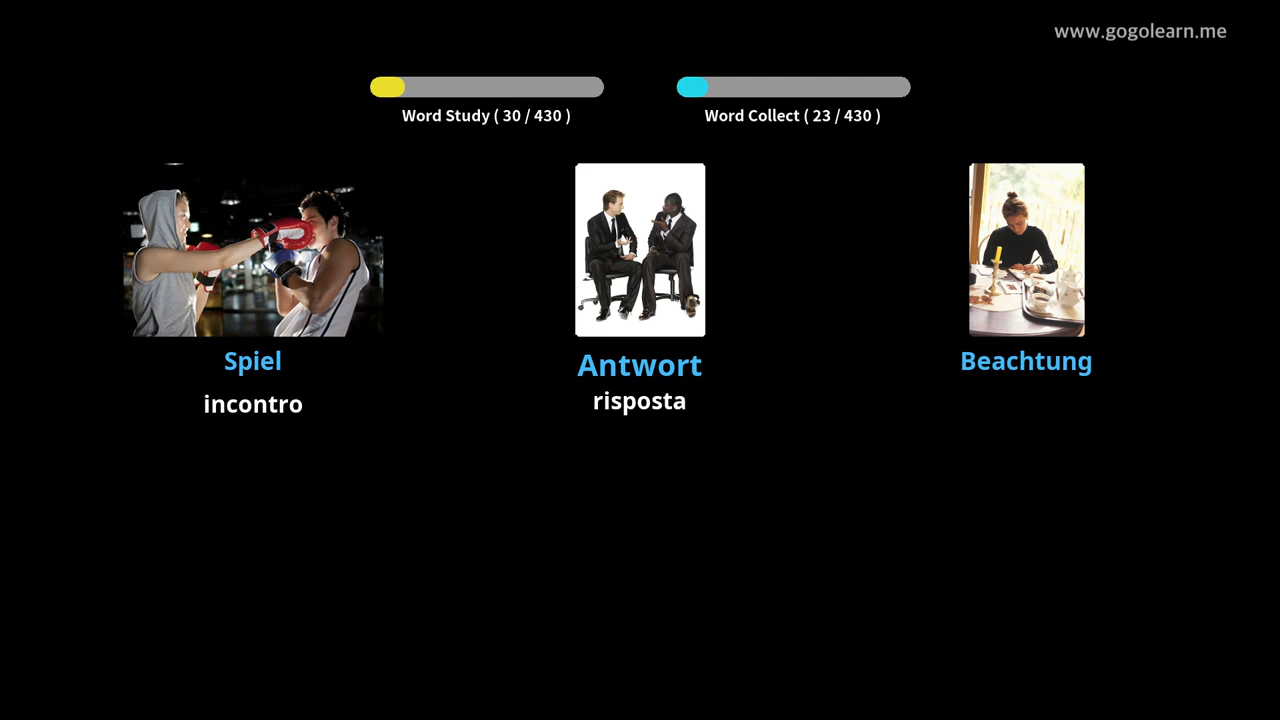 www.gogolearn.me
Word Study ( 30 / 430 )
Word Collect ( 23 / 430 )
Spiel
Antwort
Beachtung
incontro
risposta